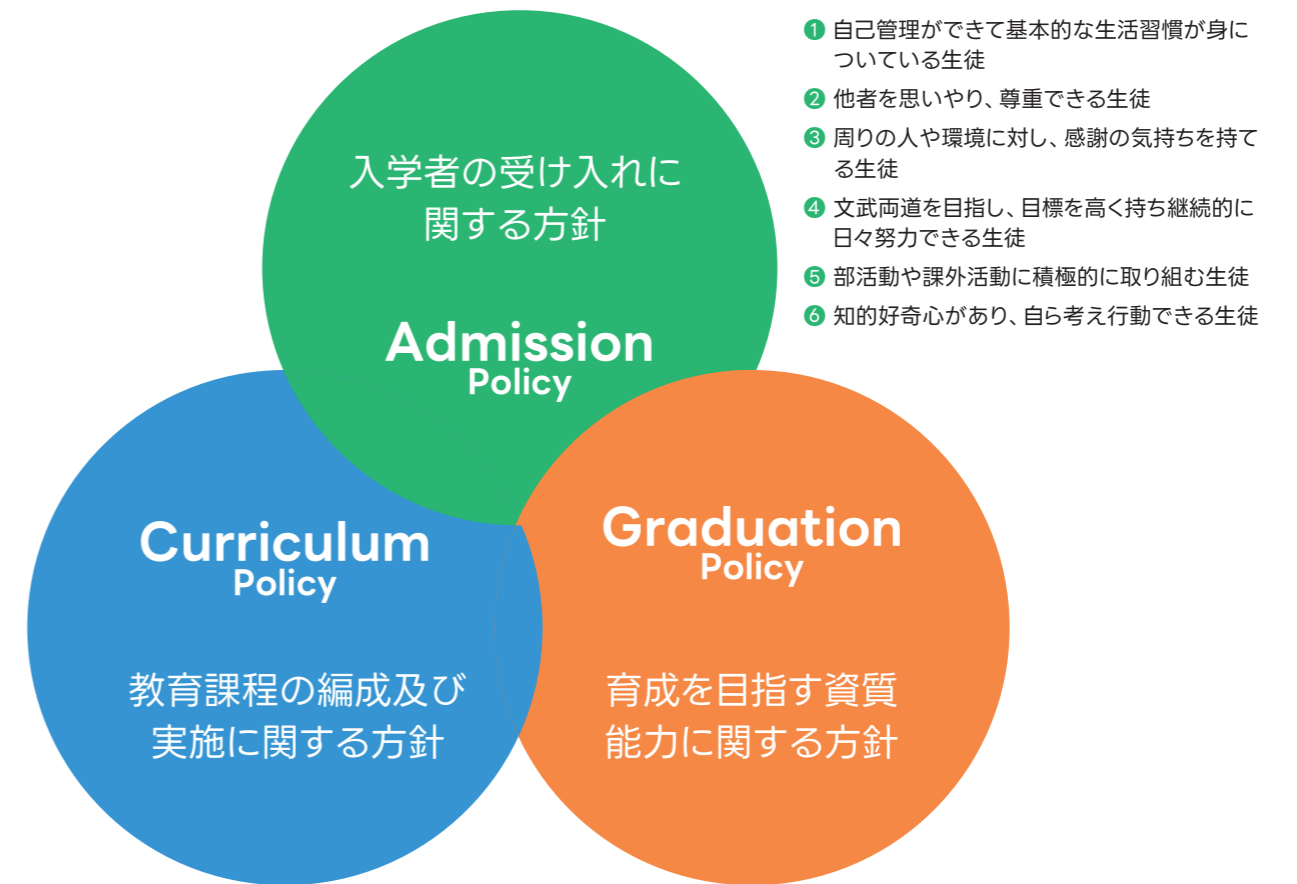 入学者の受け入れに
関する方針
Admission
Policy
❶ 自己管理ができて基本的な生活習慣が身に
ついている生徒
❷ 他者を思いやり、尊重できる生徒
❸ 周りの人や環境に対し、感謝の気持ちを持て
る生徒
❹ 文武両道を目指し、目標を高く持ち継続的に
日々努力できる生徒
❺ 部活動や課外活動に積極的に取り組む生徒
❻ 知的好奇心があり、自ら考え行動できる生徒
Curriculum
Policy
教育課程の編成及び
実施に関する方針
Graduation
Policy
育成を目指す資質
能力に関する方針